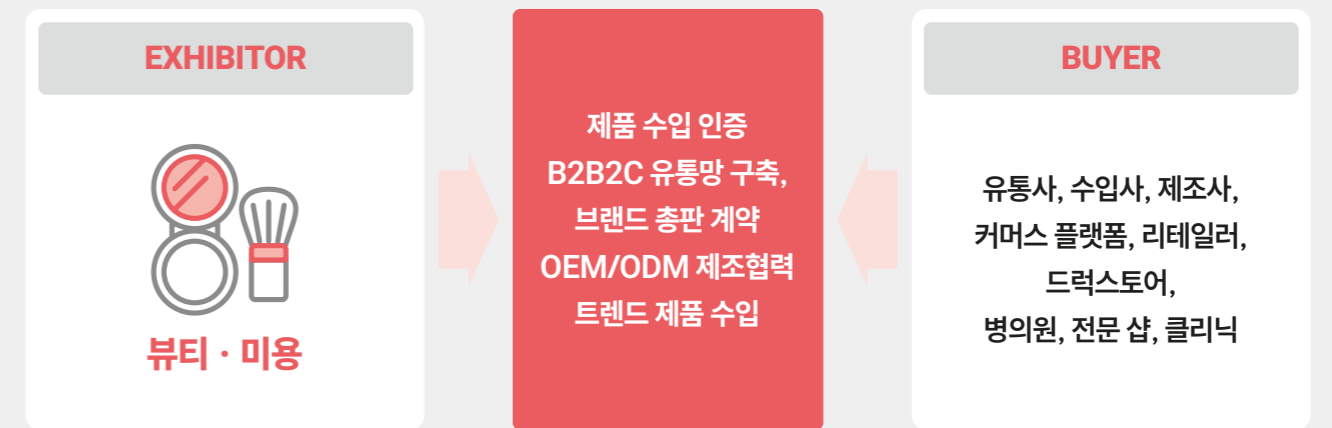 EXHIBITOR
뷰티 · 미용
제품 수입 인증
B2B2C 유통망 구축,
브랜드 총판 계약
OEM/ODM 제조협력
트렌드 제품 수입
BUYER
유통사, 수입사, 제조사,
커머스 플랫폼, 리테일러,
드럭스토어,
병의원, 전문 샵, 클리닉